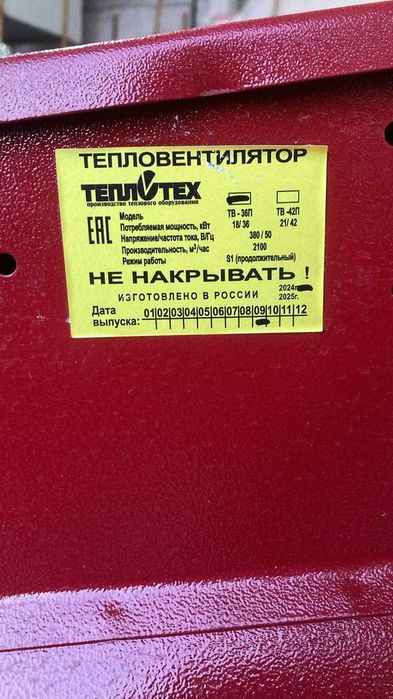 ТЕПЛОВЕНТИЛЯТОР
ТЕПЛОТЕХ
производство теплового оборудования
EAC
Модель ТВ - 36П ТВ -42П
Потребляемая мощность, кВт 18/ 36 21/ 42
Напряжение/частота тока, В/Гц 380 / 50
Производительность, м³/час 2100
Режим работы S1 (продолжительный)
НЕ НАКРЫВАТЬ !
ИЗГОТОВЛЕНО В РОССИИ
2024г.
2025г.
Дата выпуска: 01 02 03 04 05 06 07 08 09 10 11 12